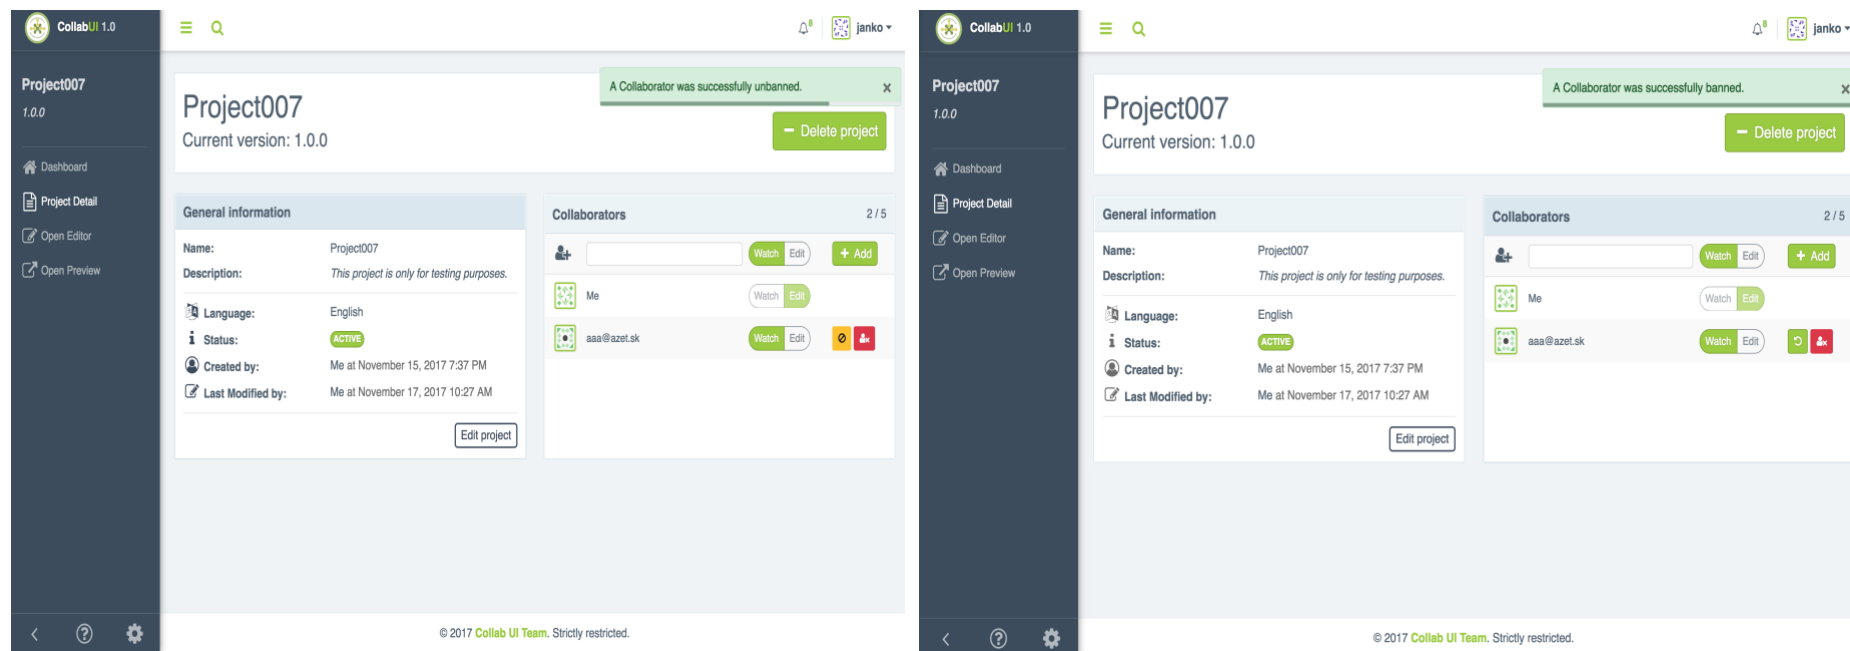 CollabUI 1.0
8
janko
Project007
1.0.0
Dashboard
Project Detail
Open Editor
Open Preview
A Collaborator was successfully unbanned. ×
Project007
Current version: 1.0.0
Delete project
General information
Name: Project007
Description: This project is only for testing purposes.
Language: English
Status: ACTIVE
Created by: Me at November 15, 2017 7:37 PM
Last Modified by: Me at November 17, 2017 10:27 AM
Edit project
Collaborators 2 / 5
Watch Edit + Add
Me Watch Edit
aaa@azet.sk Watch Edit
© 2017 Collab UI Team. Strictly restricted.
CollabUI 1.0
8
janko
Project007
1.0.0
Dashboard
Project Detail
Open Editor
Open Preview
A Collaborator was successfully banned. ×
Project007
Current version: 1.0.0
Delete project
General information
Name: Project007
Description: This project is only for testing purposes.
Language: English
Status: ACTIVE
Created by: Me at November 15, 2017 7:37 PM
Last Modified by: Me at November 17, 2017 10:27 AM
Edit project
Collaborators 2 / 5
Watch Edit + Add
Me Watch Edit
aaa@azet.sk Watch Edit
© 2017 Collab UI Team. Strictly restricted.